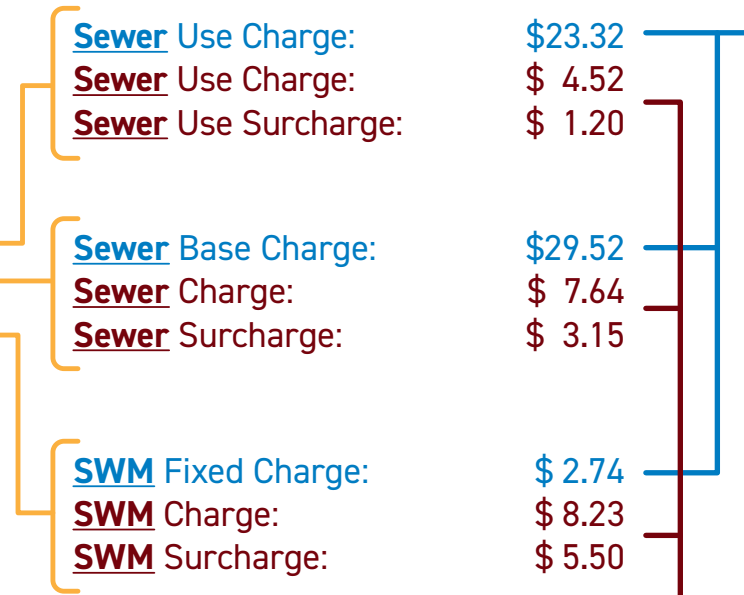 Sewer Use Charge: $23.32
Sewer Use Charge: $ 4.52
Sewer Use Surcharge: $ 1.20
Sewer Base Charge: $29.52
Sewer Charge: $ 7.64
Sewer Surcharge: $ 3.15
SWM Fixed Charge: $ 2.74
SWM Charge: $ 8.23
SWM Surcharge: $ 5.50